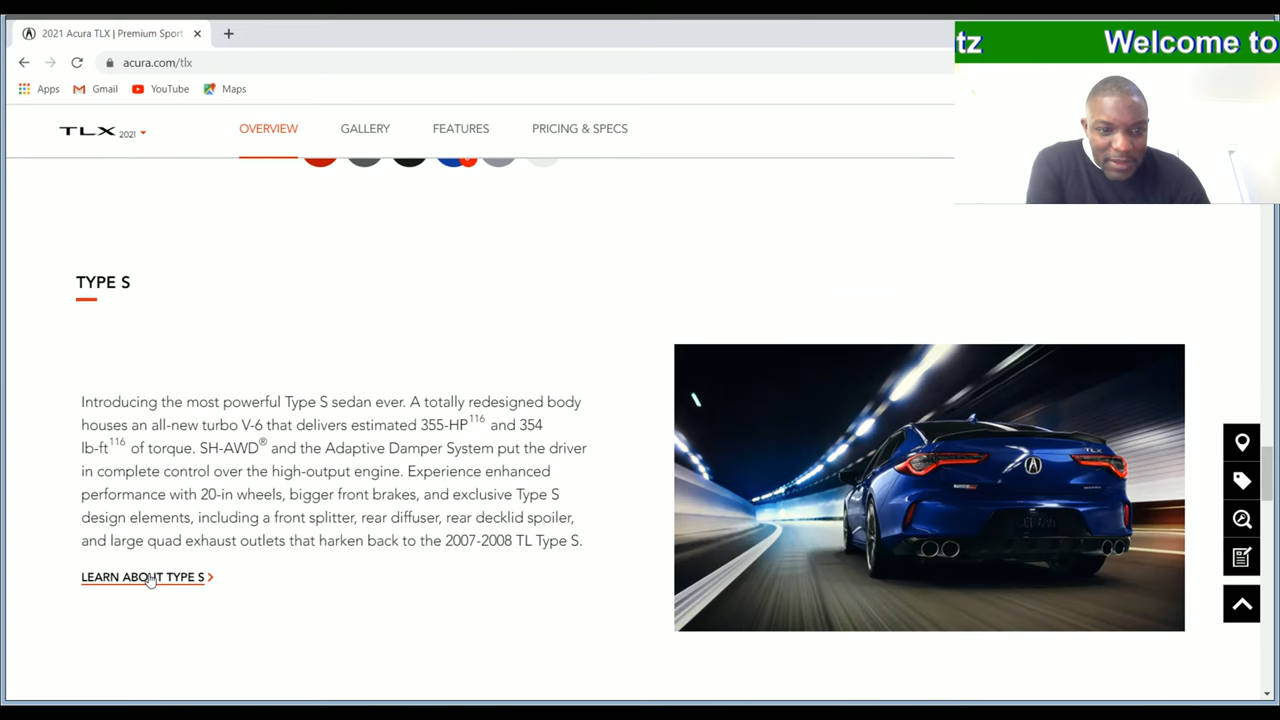 2021 Acura TLX | Premium Sport
tz Welcome to
acura.com/tlx
Apps Gmail YouTube Maps
TLX 2021 OVERVIEW GALLERY FEATURES PRICING & SPECS
TYPE S
Introducing the most powerful Type S sedan ever. A totally redesigned body
houses an all-new turbo V-6 that delivers estimated 355-HP116 and 354
lb-ft116 of torque. SH-AWD® and the Adaptive Damper System put the driver
in complete control over the high-output engine. Experience enhanced
performance with 20-in wheels, bigger front brakes, and exclusive Type S
design elements, including a front splitter, rear diffuser, rear decklid spoiler,
and large quad exhaust outlets that harken back to the 2007-2008 TL Type S.
LEARN ABOUT TYPE S
TLX